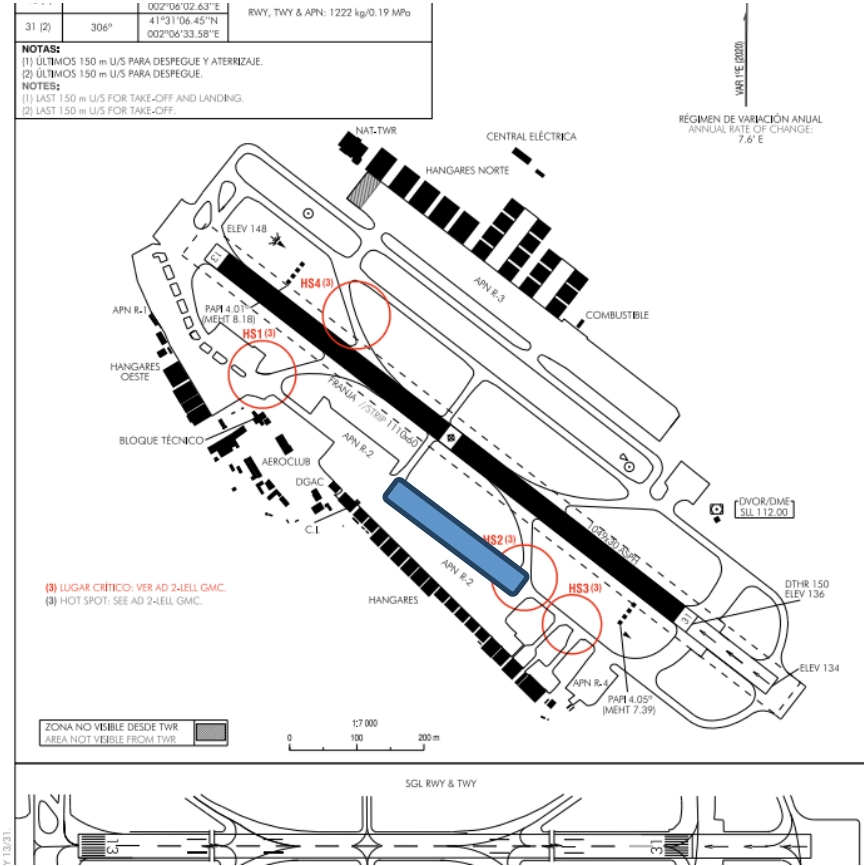 002°06'02.63"E
RWY, TWY & APN: 1222 kg/0.19 MPa
31 (2)
306°
41°31'06.45"N
002°06'33.58"E
NOTAS:
(1) ÚLTIMOS 150 m U/S PARA DESPEGUE Y ATERRIZAJE.
(2) ÚLTIMOS 150 m U/S PARA DESPEGUE.
NOTES:
(1) LAST 150 m U/S FOR TAKE-OFF AND LANDING.
(2) LAST 150 m U/S FOR TAKE-OFF.
VAR 1°E (2020)
RÉGIMEN DE VARIACIÓN ANUAL
ANNUAL RATE OF CHANGE:
7.6' E
NAT-TWR
CENTRAL ELÉCTRICA
HANGARES NORTE
ELEV 148
13
HS4 (3)
APN R-3
PAPI 4.01°
(MEHT 8.18)
APN R-1
COMBUSTIBLE
HS1 (3)
HANGARES
OESTE
FRANJA //STRIP 1110x60
BLOQUE TÉCNICO
APN R-2
AEROCLUB
DGAC
C.I.
DVOR/DME
SLL 112.00
1049x30 ASPH
HS2 (3)
APN R-2
HS3 (3)
DTHR 150
ELEV 136
(3) LUGAR CRÍTICO: VER AD 2-LELL GMC.
(3) HOT SPOT: SEE AD 2-LELL GMC.
HANGARES
31
ELEV 134
APN R-4
PAPI 4.05°
(MEHT 7.39)
ZONA NO VISIBLE DESDE TWR
AREA NOT VISIBLE FROM TWR
1:7 000
0 100 200 m
SGL RWY & TWY
13
31
Y 13/31.